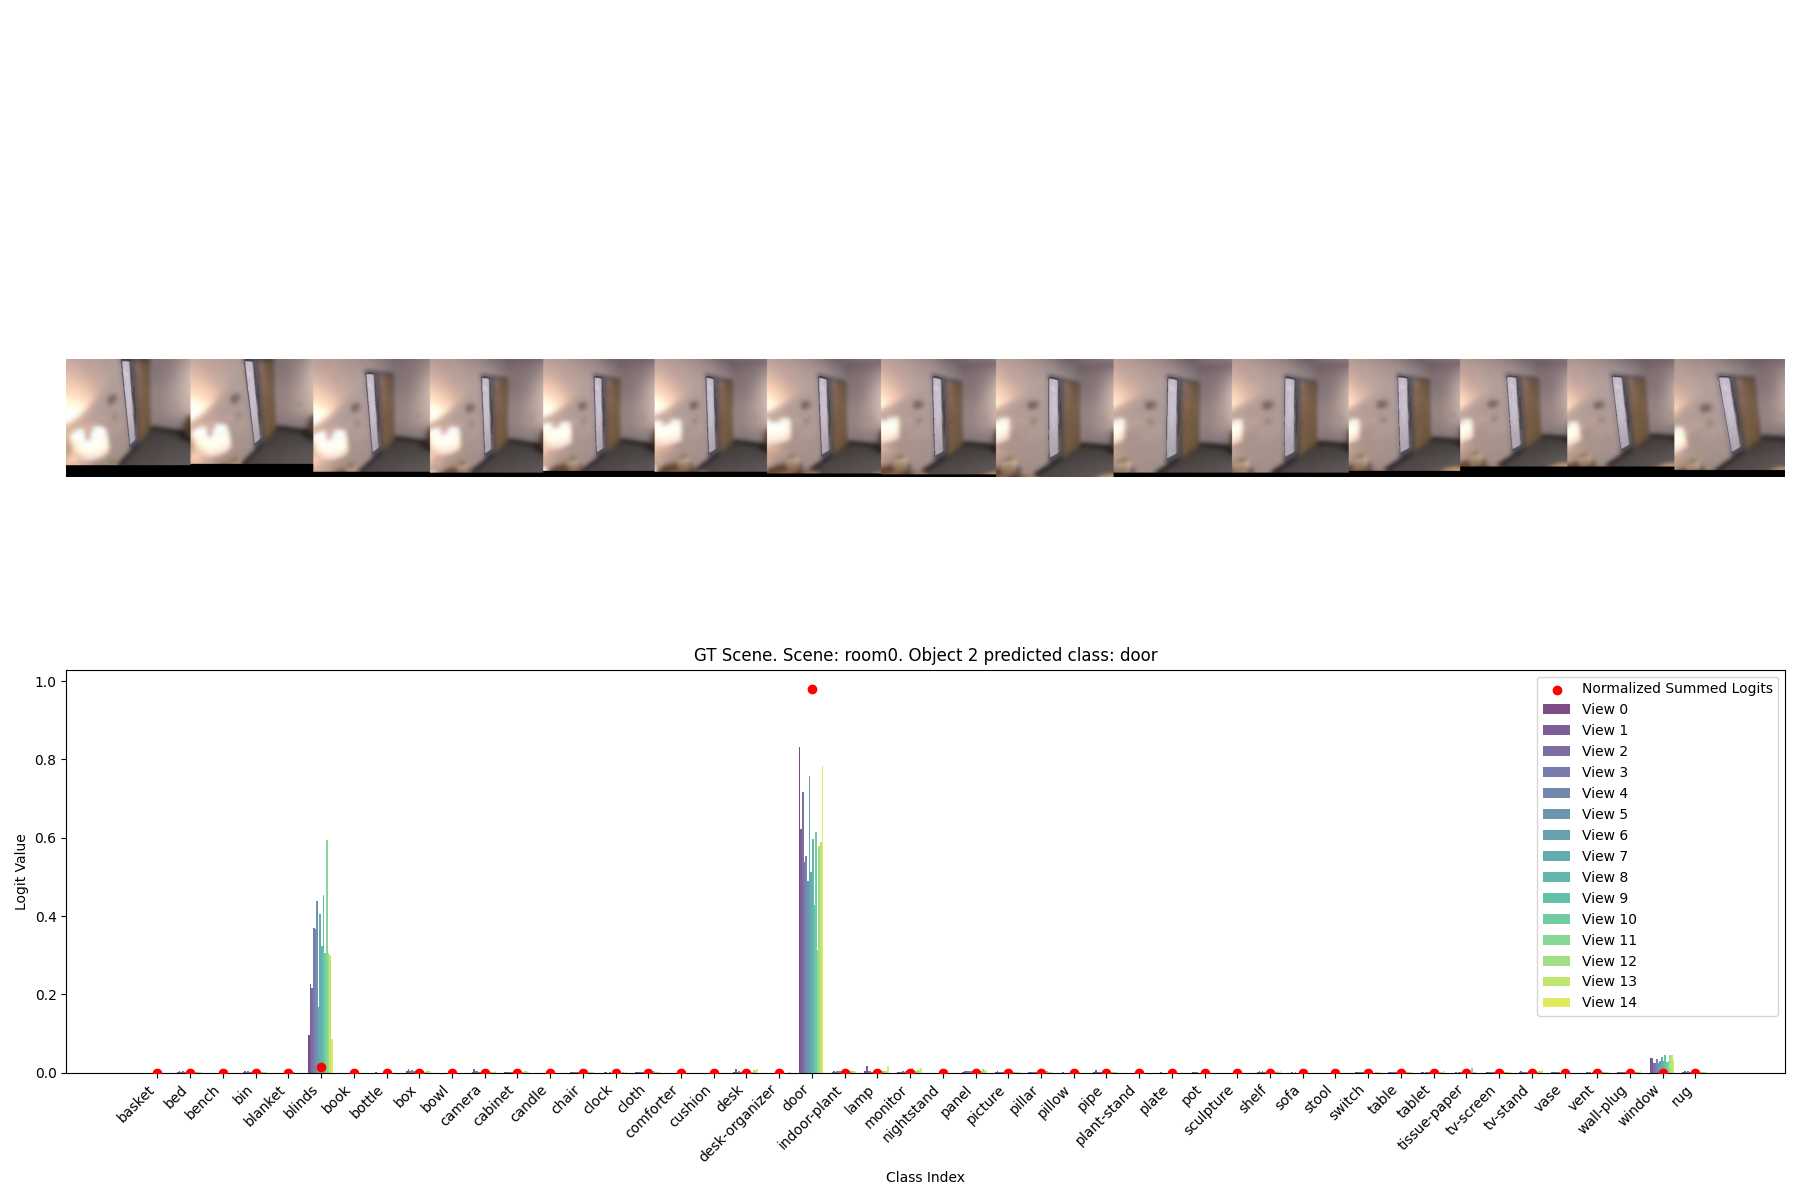 GT Scene. Scene: room0. Object 2 predicted class: door
Logit Value
1.0
0.8
0.6
0.4
0.2
0.0
Normalized Summed Logits
View 0
View 1
View 2
View 3
View 4
View 5
View 6
View 7
View 8
View 9
View 10
View 11
View 12
View 13
View 14
basket
bed
bench
bin
blanket
blinds
book
bottle
box
bowl
camera
cabinet
candle
chair
clock
cloth
comforter
cushion
desk
desk-organizer
door
indoor-plant
lamp
monitor
nightstand
panel
picture
pillar
pillow
pipe
plant-stand
plate
pot
sculpture
shelf
sofa
stool
switch
table
tablet
tissue-paper
tv-screen
tv-stand
vase
vent
wall-plug
window
rug
Class Index